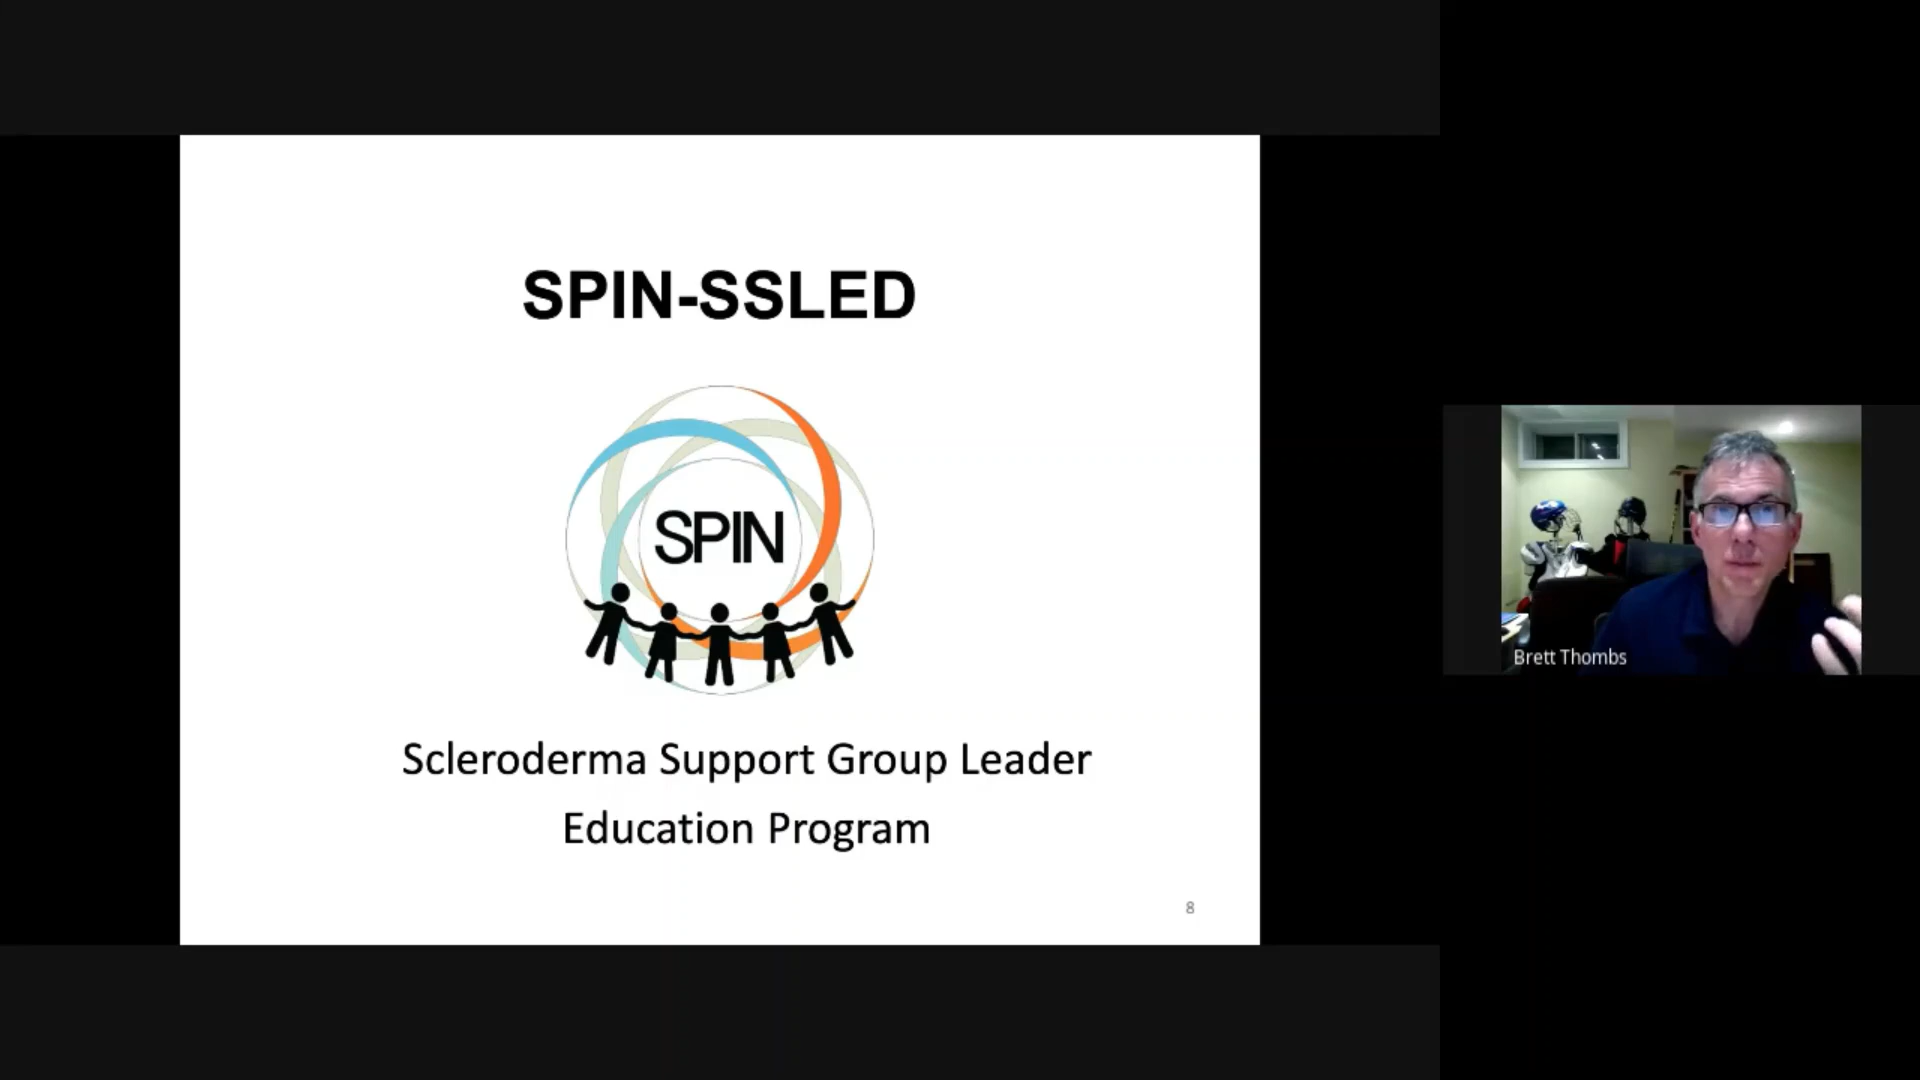 SPIN-SSLED
SPIN
Scleroderma Support Group Leader
Education Program
8
Brett Thombs